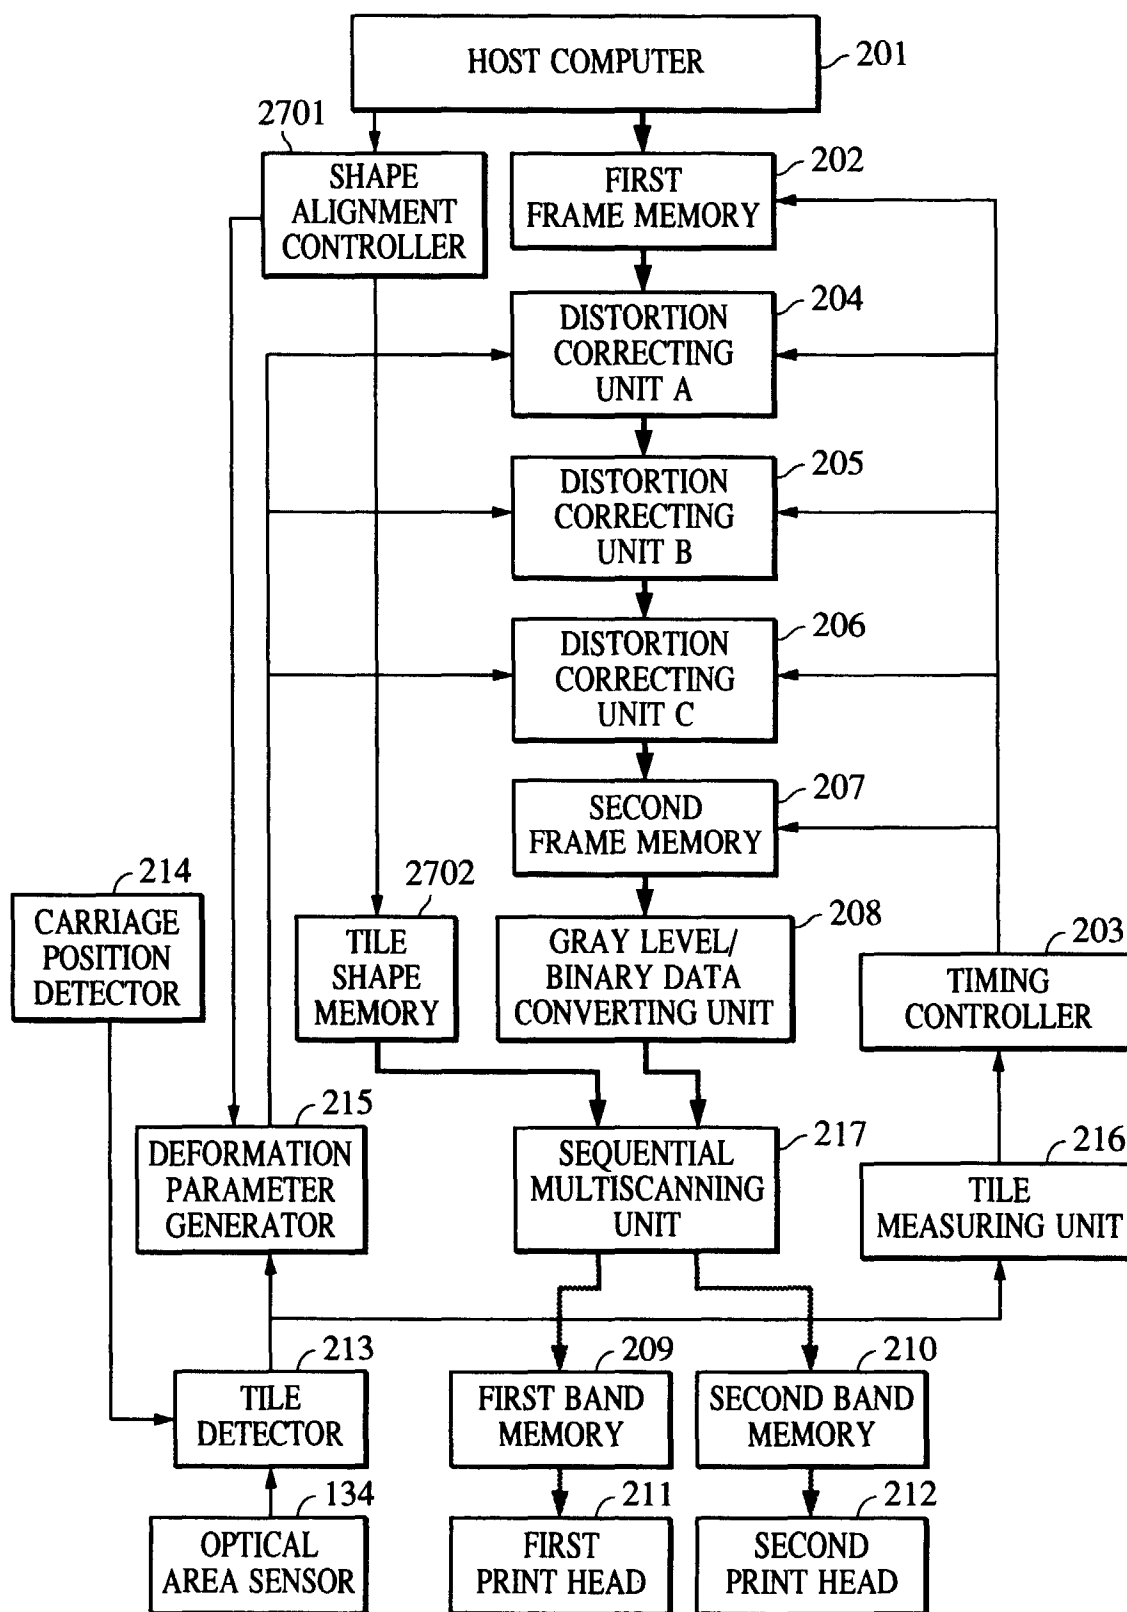 HOST COMPUTER
201
2701
SHAPE
ALIGNMENT
CONTROLLER
202
FIRST
FRAME MEMORY
204
DISTORTION
CORRECTING
UNIT A
205
DISTORTION
CORRECTING
UNIT B
206
DISTORTION
CORRECTING
UNIT C
207
SECOND
FRAME MEMORY
214
CARRIAGE
POSITION
DETECTOR
2702
TILE
SHAPE
MEMORY
208
GRAY LEVEL/
BINARY DATA
CONVERTING UNIT
203
TIMING
CONTROLLER
215
DEFORMATION
PARAMETER
GENERATOR
217
SEQUENTIAL
MULTISCANNING
UNIT
216
TILE
MEASURING UNIT
213
TILE
DETECTOR
209
FIRST BAND
MEMORY
210
SECOND BAND
MEMORY
134
OPTICAL
AREA SENSOR
211
FIRST
PRINT HEAD
212
SECOND
PRINT HEAD